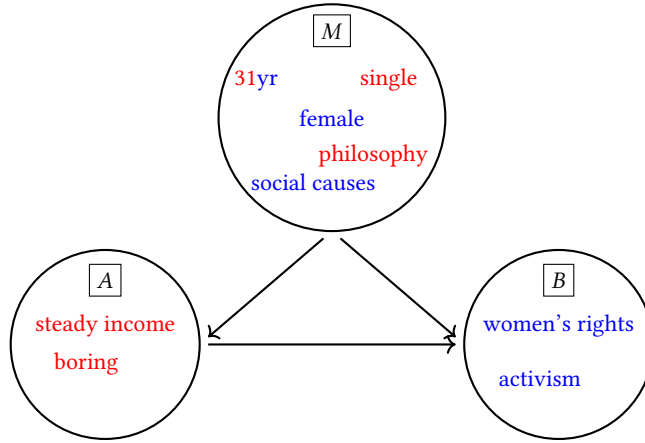 M
31yr single
female
philosophy
social causes
A
steady income
boring
B
women's rights
activism